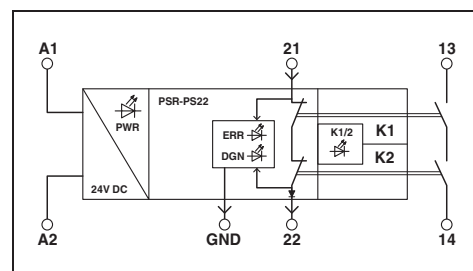 A1 21 13
PSR-PS22
PWR
ERR
DGN
K1/2
K1
K2
24V DC
A2 GND 22 14